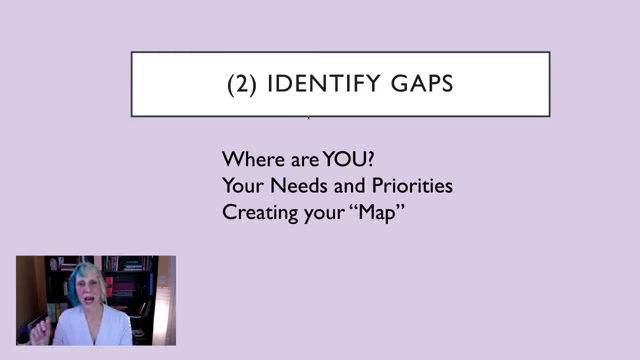 (2) IDENTIFY GAPS
Where are YOU?
Your Needs and Priorities
Creating your “Map”